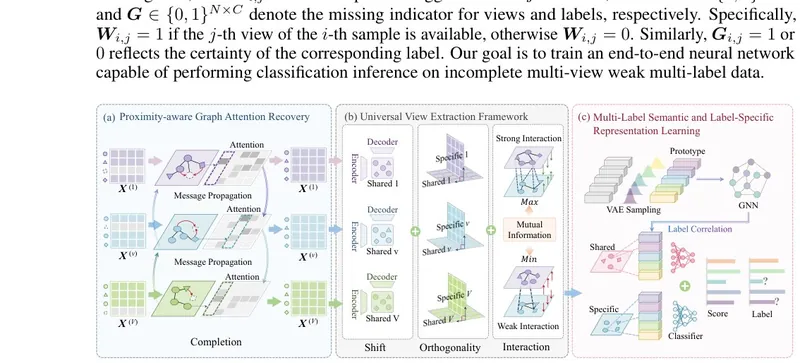 and G ∈ {0, 1}^{N×C} denote the missing indicator for views and labels, respectively. Specifically,
W_{i,j} = 1 if the j-th view of the i-th sample is available, otherwise W_{i,j} = 0. Similarly, G_{i,j} = 1 or
0 reflects the certainty of the corresponding label. Our goal is to train an end-to-end neural network
capable of performing classification inference on incomplete multi-view weak multi-label data.
(a) Proximity-aware Graph Attention Recovery
Attention
X^{(1)}
Message Propagation
X^{(1)}
Attention
X^{(v)}
Message Propagation
X^{(v)}
Attention
X^{(V)}
X^{(V)}
Completion
(b) Universal View Extraction Framework
Decoder
Encoder
Shared 1
Decoder
Encoder
Shared v
Decoder
Encoder
Shared V
Shift
Specific 1
Shared 1
Specific v
Shared v
Specific V
Shared V
Orthogonality
Strong Interaction
Max
Mutual
Information
Min
Weak Interaction
Interaction
(c) Multi-Label Semantic and Label-Specific
Representation Learning
Prototype
VAE Sampling
GNN
Label Correlation
Shared
Specific
Classifier
Score
?
?
Label